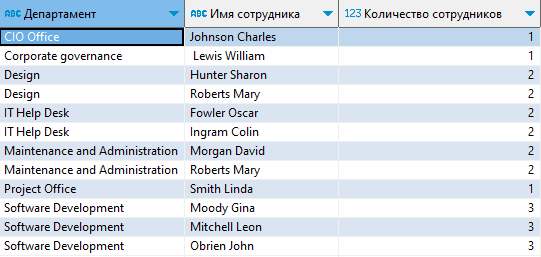 ABC Департамент ABC Имя сотрудника 123 Количество сотрудников
CIO Office Johnson Charles 1
Corporate governance Lewis William 1
Design Hunter Sharon 2
Design Roberts Mary 2
IT Help Desk Fowler Oscar 2
IT Help Desk Ingram Colin 2
Maintenance and Administration Morgan David 2
Maintenance and Administration Roberts Mary 2
Project Office Smith Linda 1
Software Development Moody Gina 3
Software Development Mitchell Leon 3
Software Development Obrien John 3